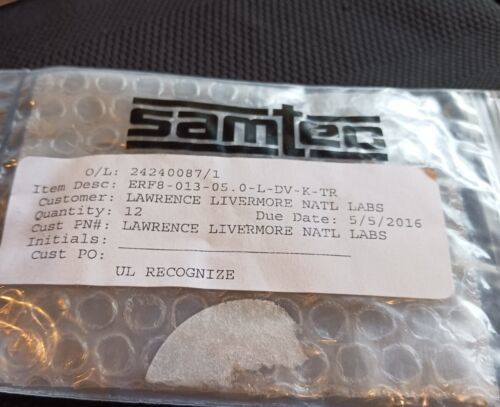 samtec
O/L: 24240087/1
Item Desc: ERF8-013-05.0-L-DV-K-TR
Customer: LAWRENCE LIVERMORE NATL LABS
Quantity: 12 Due Date: 5/5/2016
Cust PN#: LAWRENCE LIVERMORE NATL LABS
Initials:
Cust PO:
UL RECOGNIZE